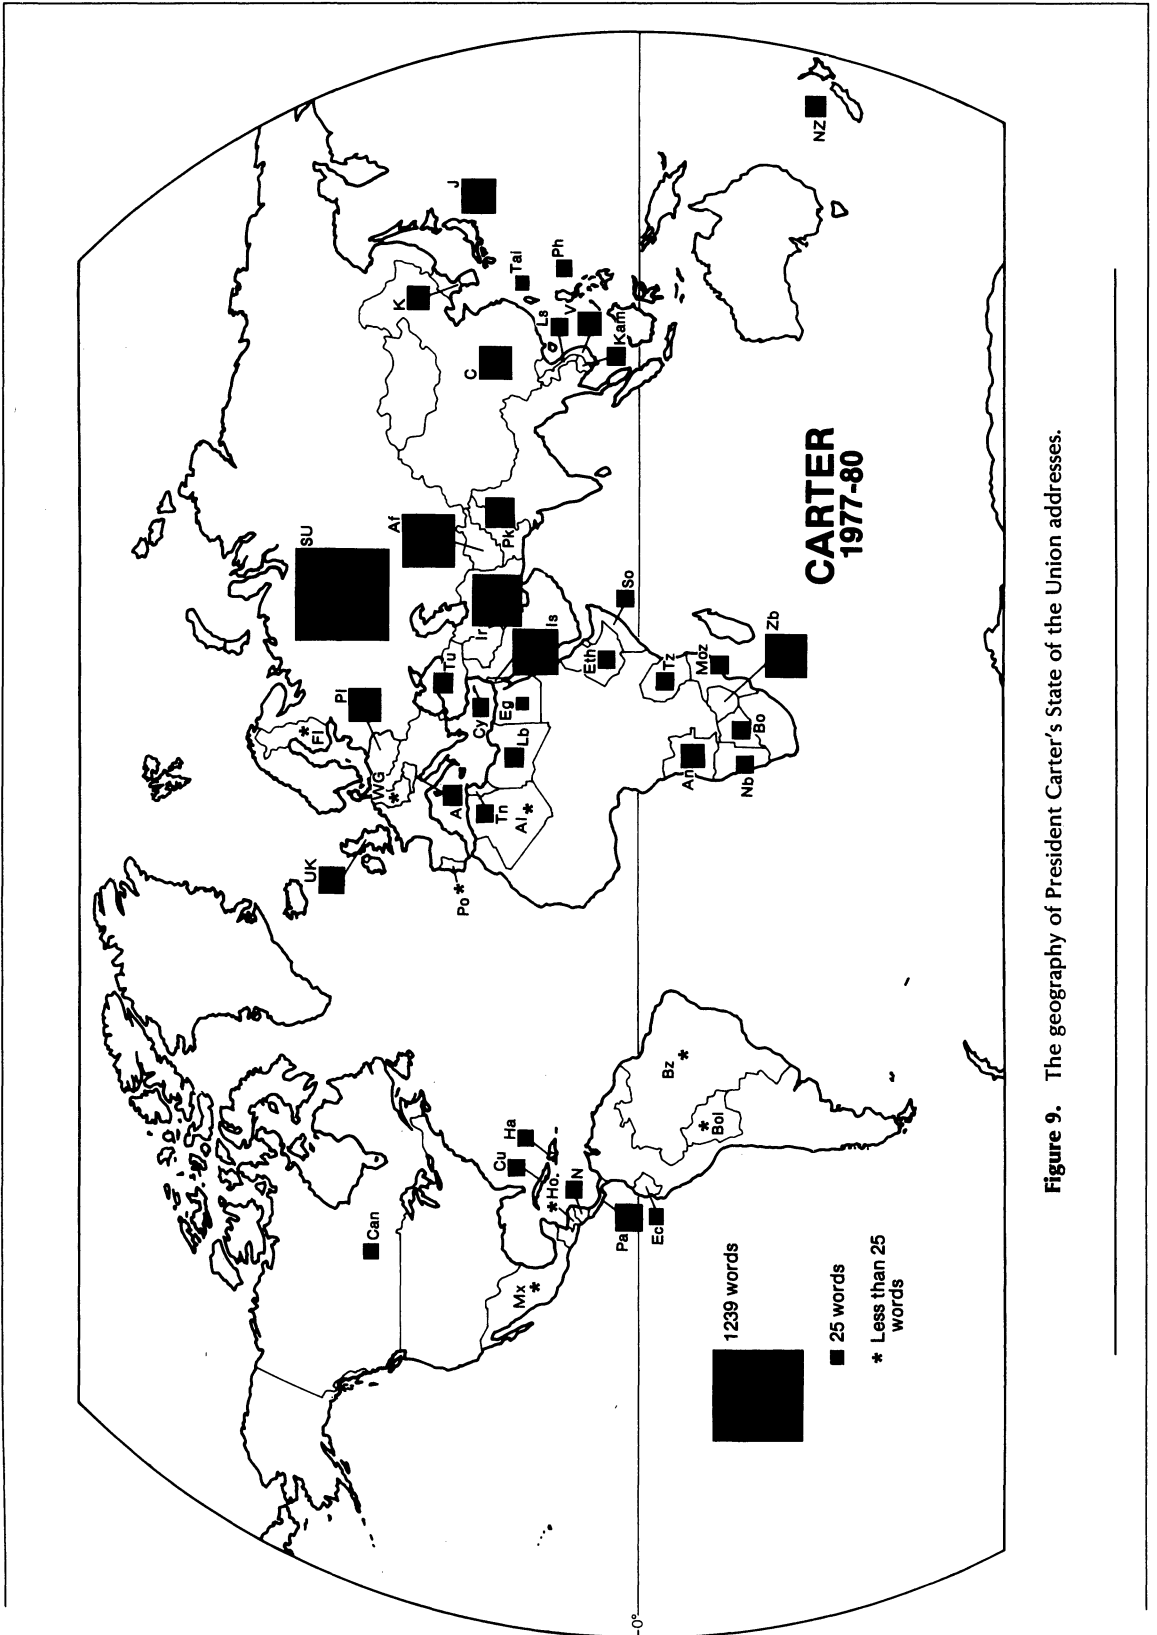 SU
Af
Pk
Ir
Is
Pl
Fl
*
WG
*
UK
Po*
A
Tu
Cy
Eg
Lb
Tn
Al*
Eth
So
Tz
Moz
Zb
Bo
Nb
An
K
J
C
Tai
Ph
Ls
V
Kam
NZ
Can
Mx *
*Ho.
Cu
Ha
N
Pa
Ec
Bz *
* Bol
0°
CARTER
1977-80
1239 words
25 words
* Less than 25
words
Figure 9. The geography of President Carter's State of the Union addresses.